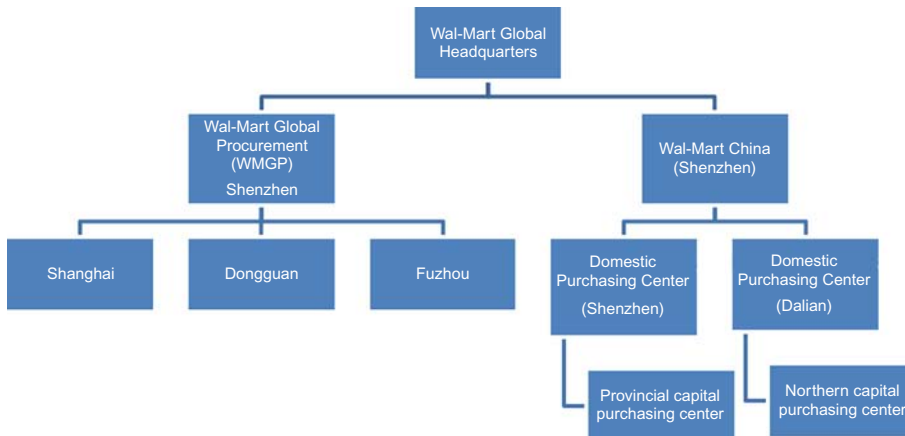 Wal-Mart Global
Headquarters
Wal-Mart Global
Procurement
(WMGP)
Shenzhen
Wal-Mart China
(Shenzhen)
Shanghai
Dongguan
Fuzhou
Domestic
Purchasing Center
(Shenzhen)
Domestic
Purchasing Center
(Dalian)
Provincial capital
purchasing center
Northern capital
purchasing center